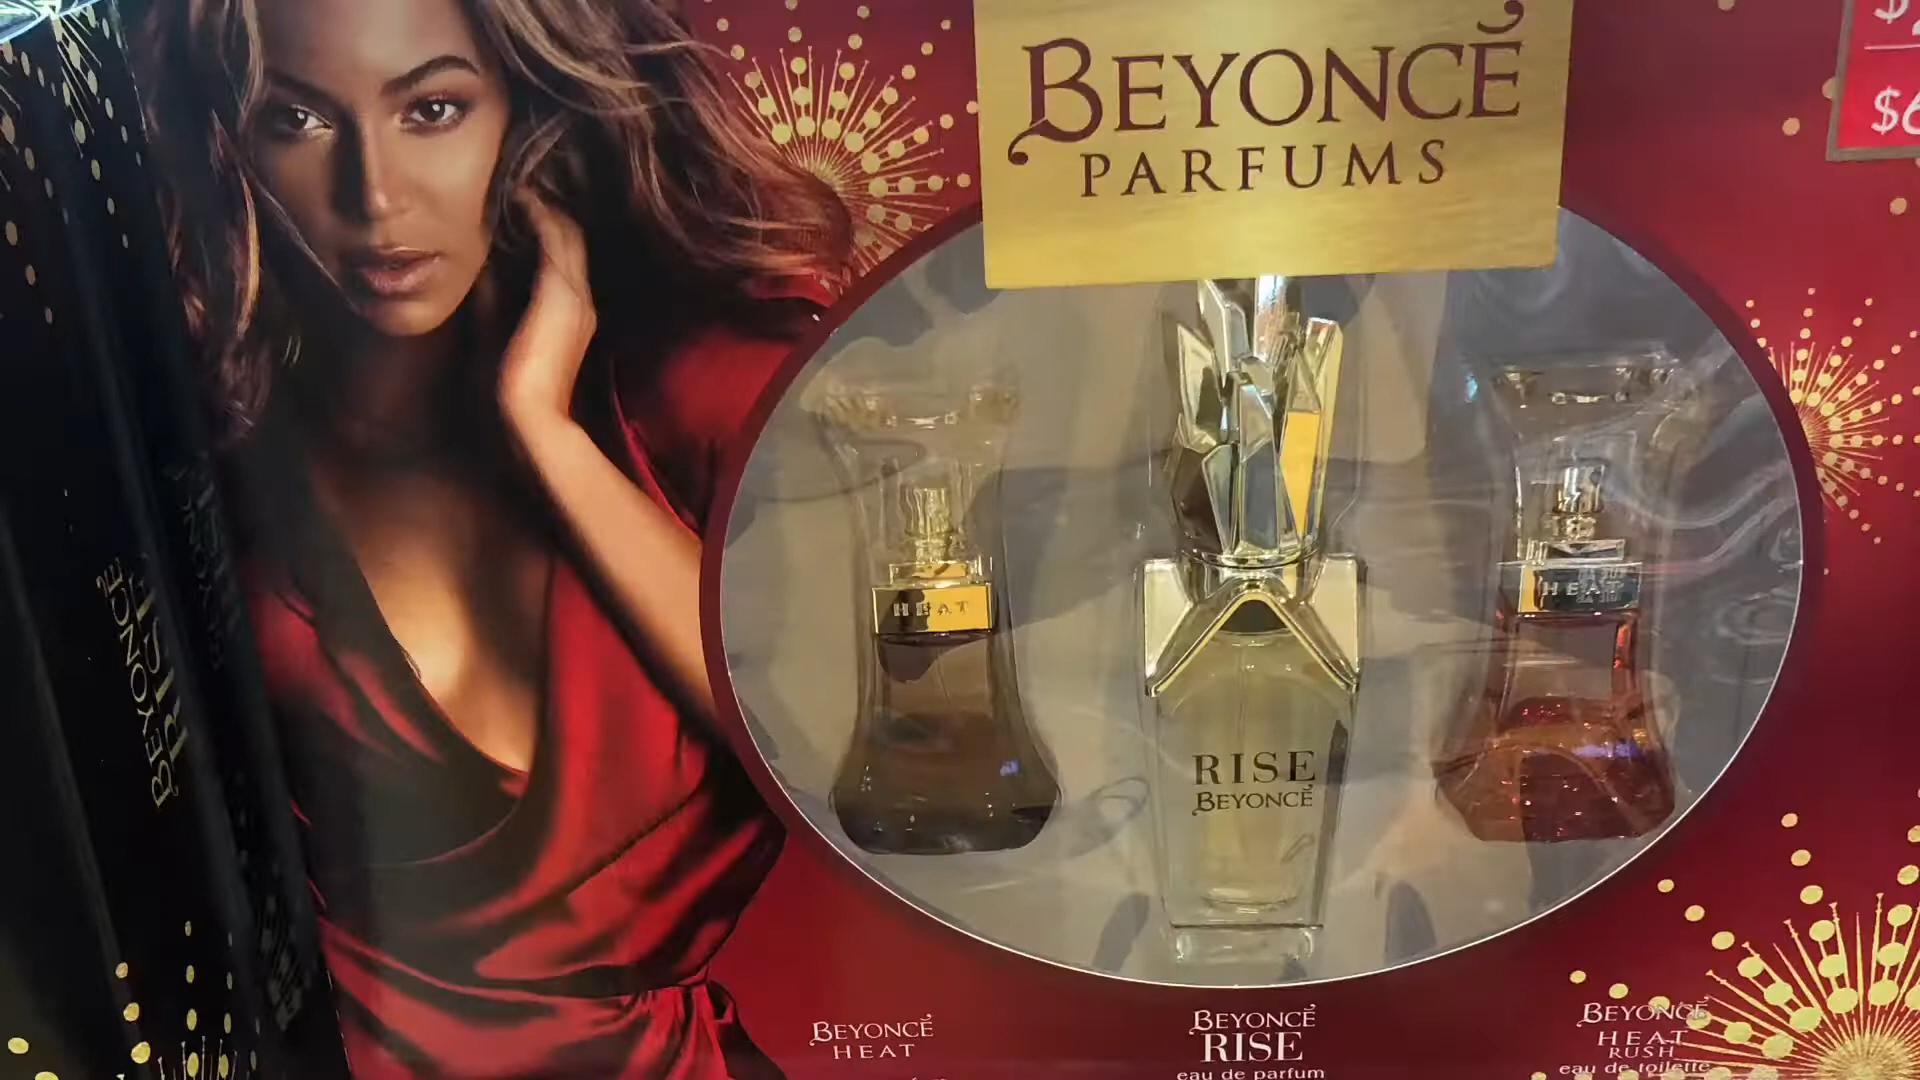 BEYONCÉ
PARFUMS
BEYONCÉ
RISE
HEAT
HEAT
RISE
BEYONCÉ
BEYONCÉ
HEAT
BEYONCÉ
RISE
eau de parfum
BEYONCÉ
HEAT
RUSH
eau de toilette